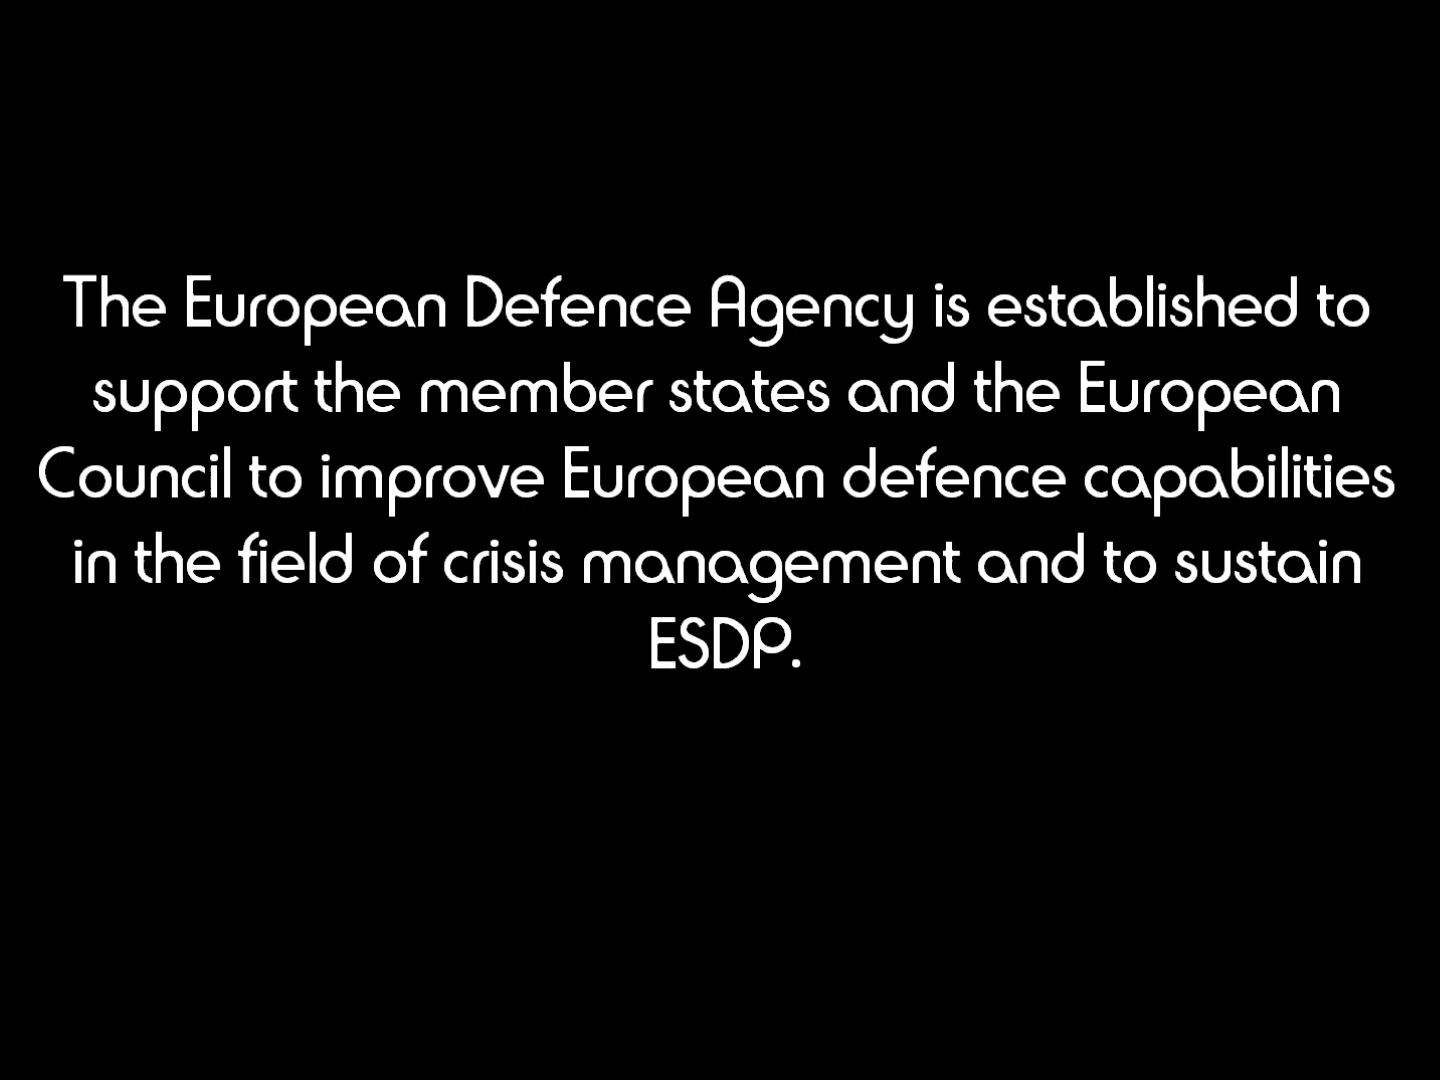 The European Defence Agency is established to
support the member states and the European
Council to improve European defence capabilities
in the field of crisis management and to sustain
ESDP.